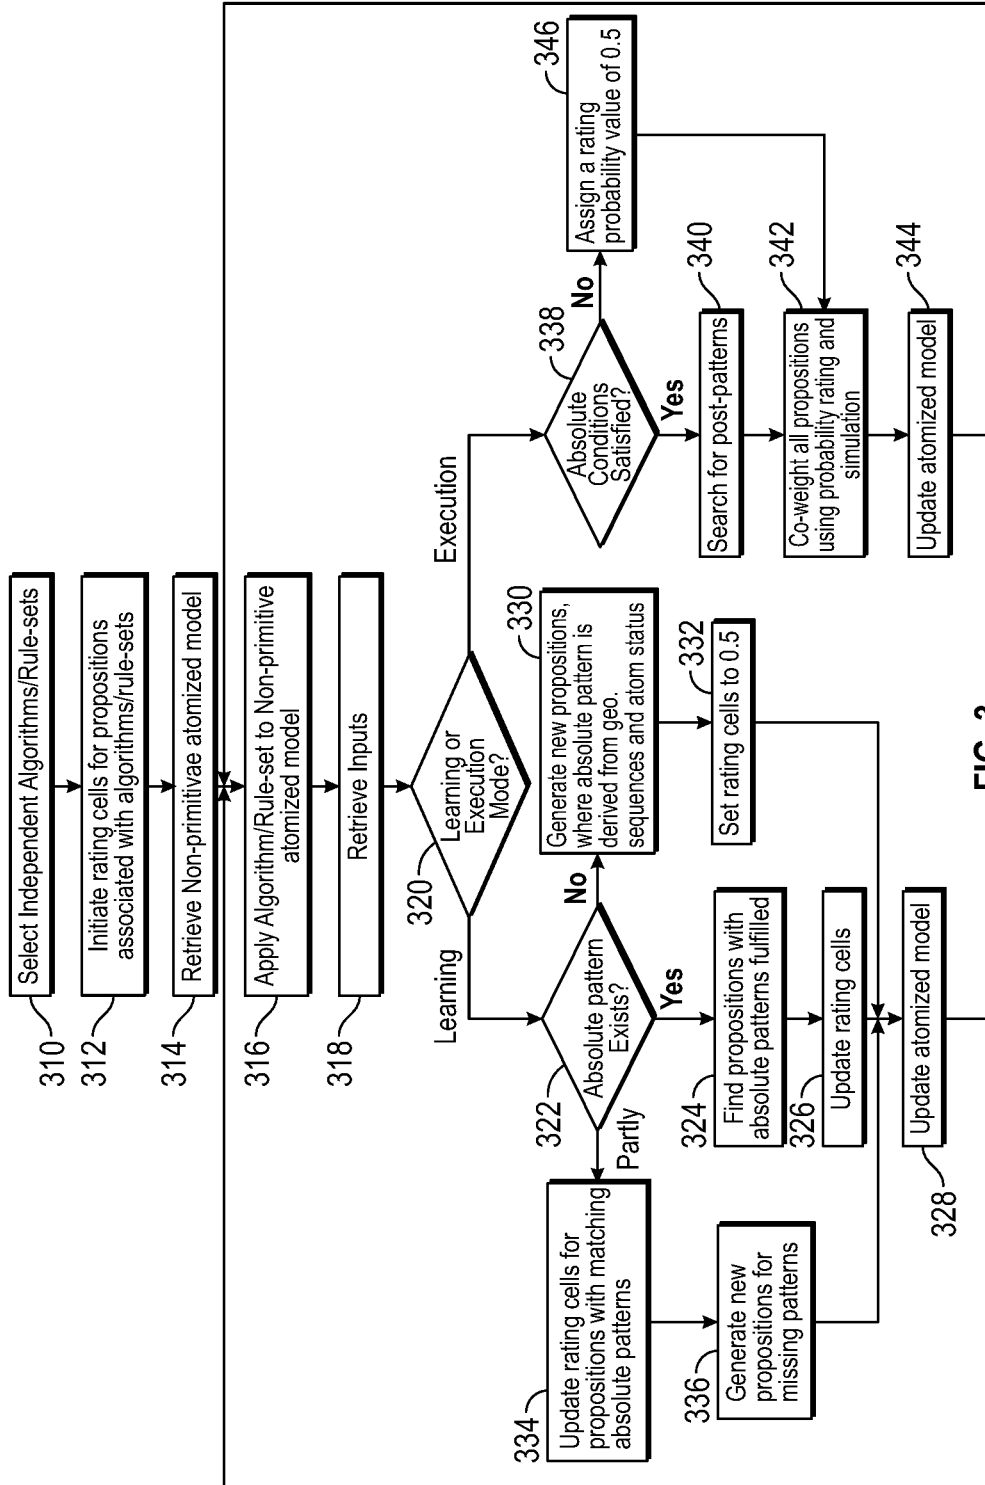 310
Select Independent Algorithms/Rule-sets
312
Initiate rating cells for propositions
associated with algorithms/rule-sets
314
Retrieve Non-primitivae atomized model
316
Apply Algorithm/Rule-set to Non-primitive
atomized model
318
Retrieve Inputs
320
Learning or
Execution
Mode?
Learning
Execution
322
Absolute pattern
Exists?
Partly
Yes
No
334
Update rating cells for
propositions with matching
absolute patterns
336
Generate new
propositions for
missing patterns
324
Find propositions with
absolute patterns fulfilled
326
Update rating cells
328
Update atomized model
330
Generate new propositions,
where absolute pattern is
derived from geo.
sequences and atom status
332
Set rating cells to 0.5
338
Absolute
Conditions
Satisfied?
Yes
No
340
Search for post-patterns
342
Co-weight all propositions
using probability rating and
simulation
344
Update atomized model
346
Assign a rating
probability value of 0.5
FIG.